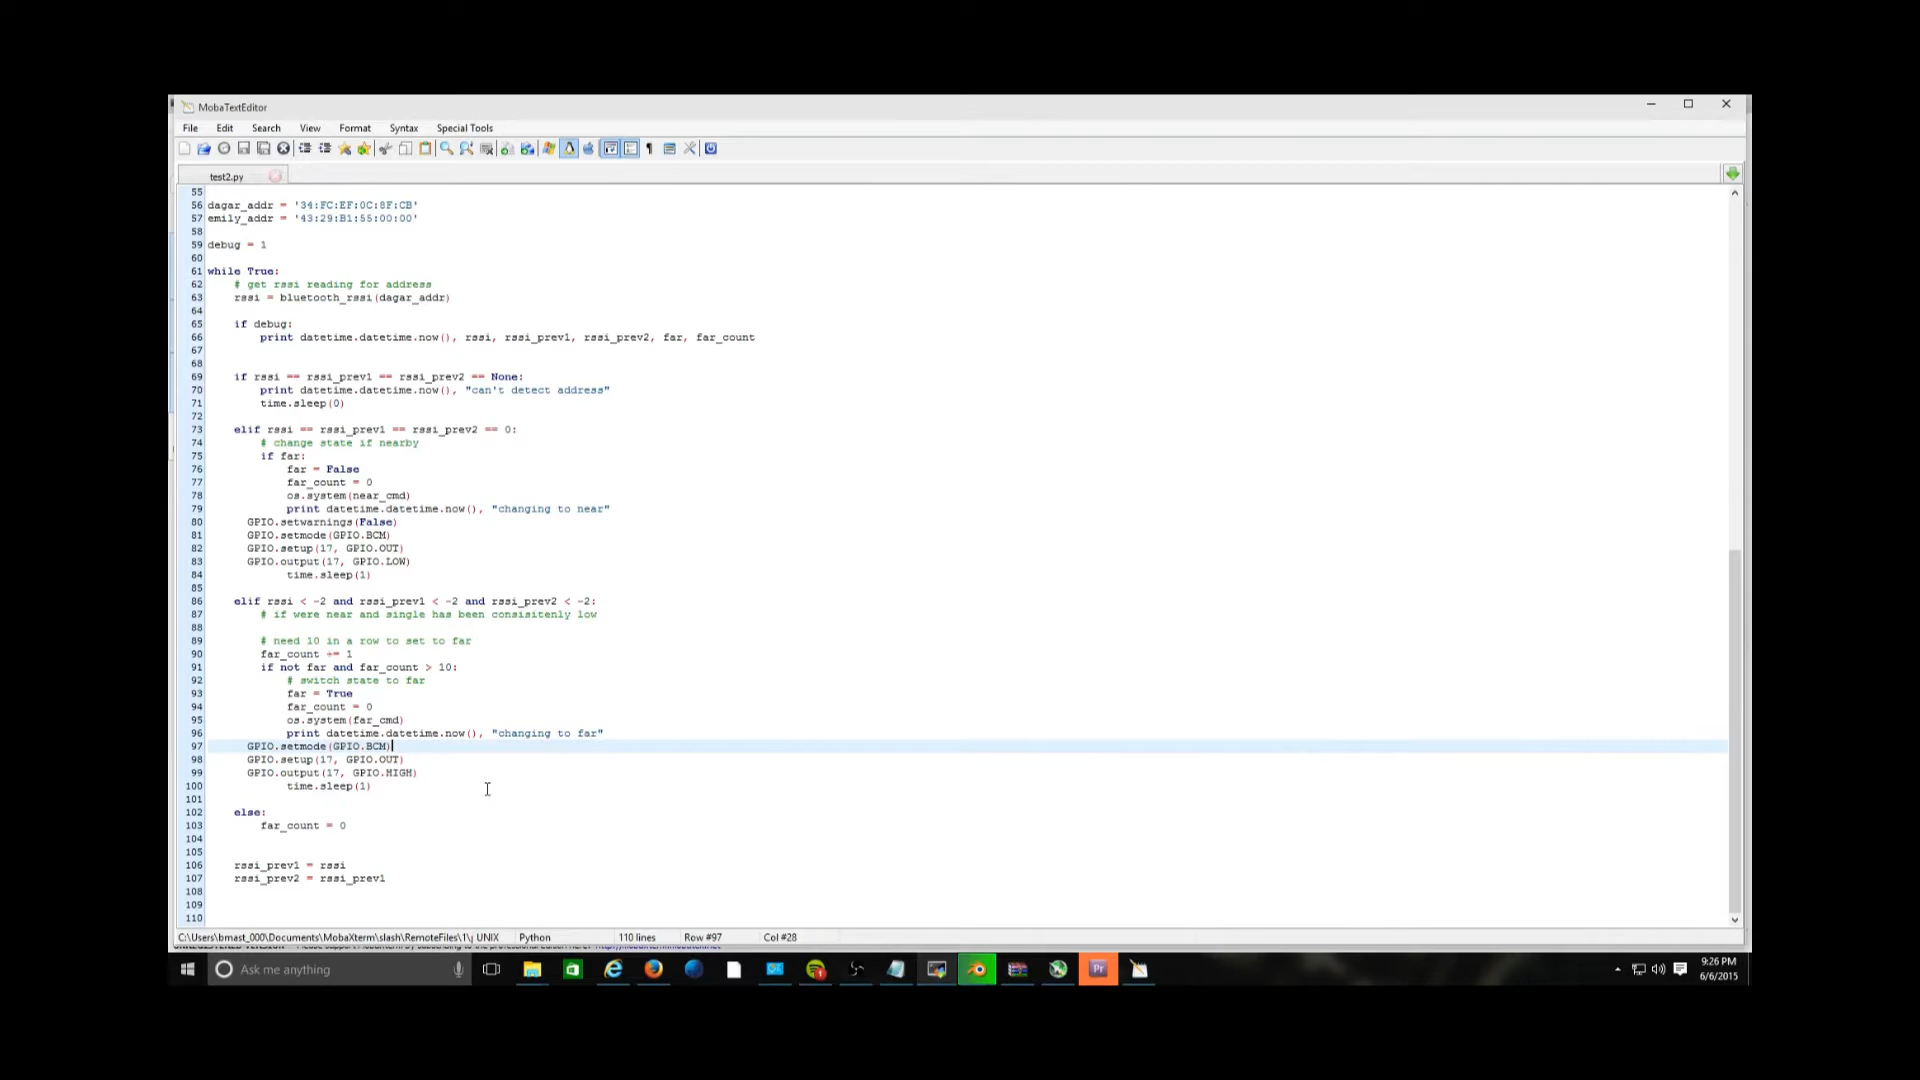 MobaTextEditor
File Edit Search View Format Syntax Special Tools
test2.py
55
56 dagar_addr = '34:FC:EF:0C:8F:CB'
57 emily_addr = '43:29:B1:55:00:00'
58
59 debug = 1
60
61 while True:
62 # get rssi reading for address
63 rssi = bluetooth_rssi(dagar_addr)
64
65 if debug:
66 print datetime.datetime.now(), rssi, rssi_prev1, rssi_prev2, far, far_count
67
68
69 if rssi == rssi_prev1 == rssi_prev2 == None:
70 print datetime.datetime.now(), "can't detect address"
71 time.sleep(0)
72
73 elif rssi == rssi_prev1 == rssi_prev2 == 0:
74 # change state if nearby
75 if far:
76 far = False
77 far_count = 0
78 os.system(near_cmd)
79 print datetime.datetime.now(), "changing to near"
80 GPIO.setwarnings(False)
81 GPIO.setmode(GPIO.BCM)
82 GPIO.setup(17, GPIO.OUT)
83 GPIO.output(17, GPIO.LOW)
84 time.sleep(1)
85
86 elif rssi < -2 and rssi_prev1 < -2 and rssi_prev2 < -2:
87 # if were near and single has been consisitenly low
88
89 # need 10 in a row to set to far
90 far_count += 1
91 if not far and far_count > 10:
92 # switch state to far
93 far = True
94 far_count = 0
95 os.system(far_cmd)
96 print datetime.datetime.now(), "changing to far"
97 GPIO.setmode(GPIO.BCM)
98 GPIO.setup(17, GPIO.OUT)
99 GPIO.output(17, GPIO.HIGH)
100 time.sleep(1)
101
102 else:
103 far_count = 0
104
105
106 rssi_prev1 = rssi
107 rssi_prev2 = rssi_prev1
108
109
110
C:\Users\bmast_000\Documents\MobaXterm\slash\RemoteFiles\1\ UNIX Python 110 lines Row #97 Col #28
Ask me anything
Pr
9:26 PM
6/6/2015